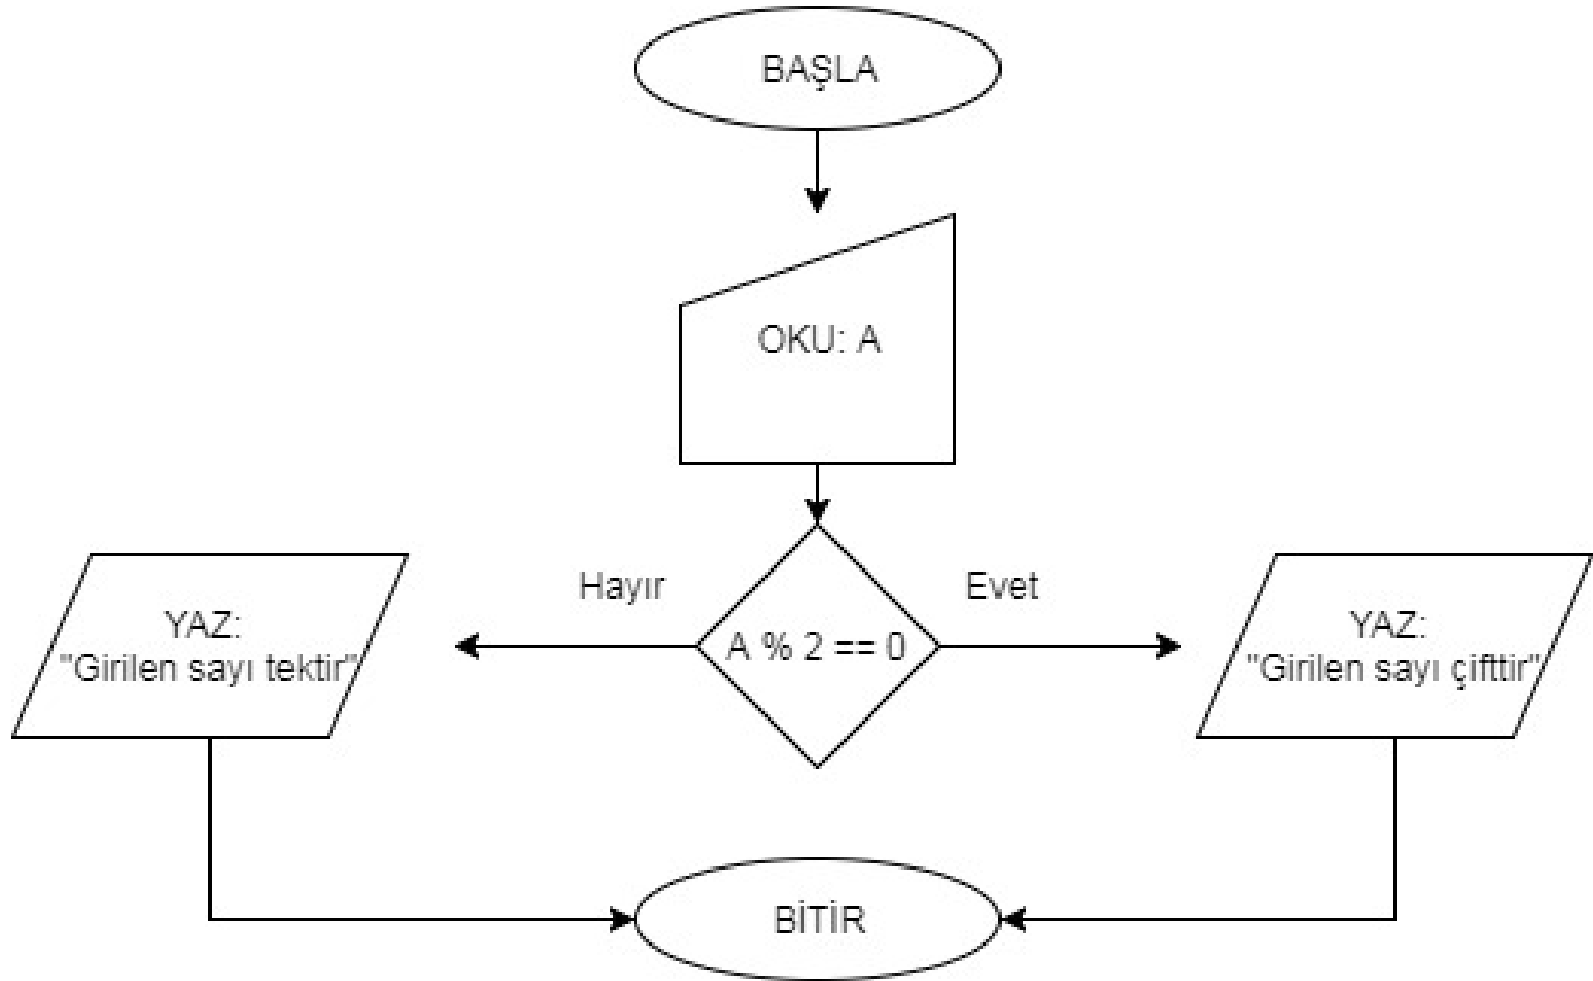 BAŞLA
OKU: A
Hayır
Evet
A % 2 == 0
YAZ:
"Girilen sayı tektir"
YAZ:
"Girilen sayı çifttir"
BİTİR